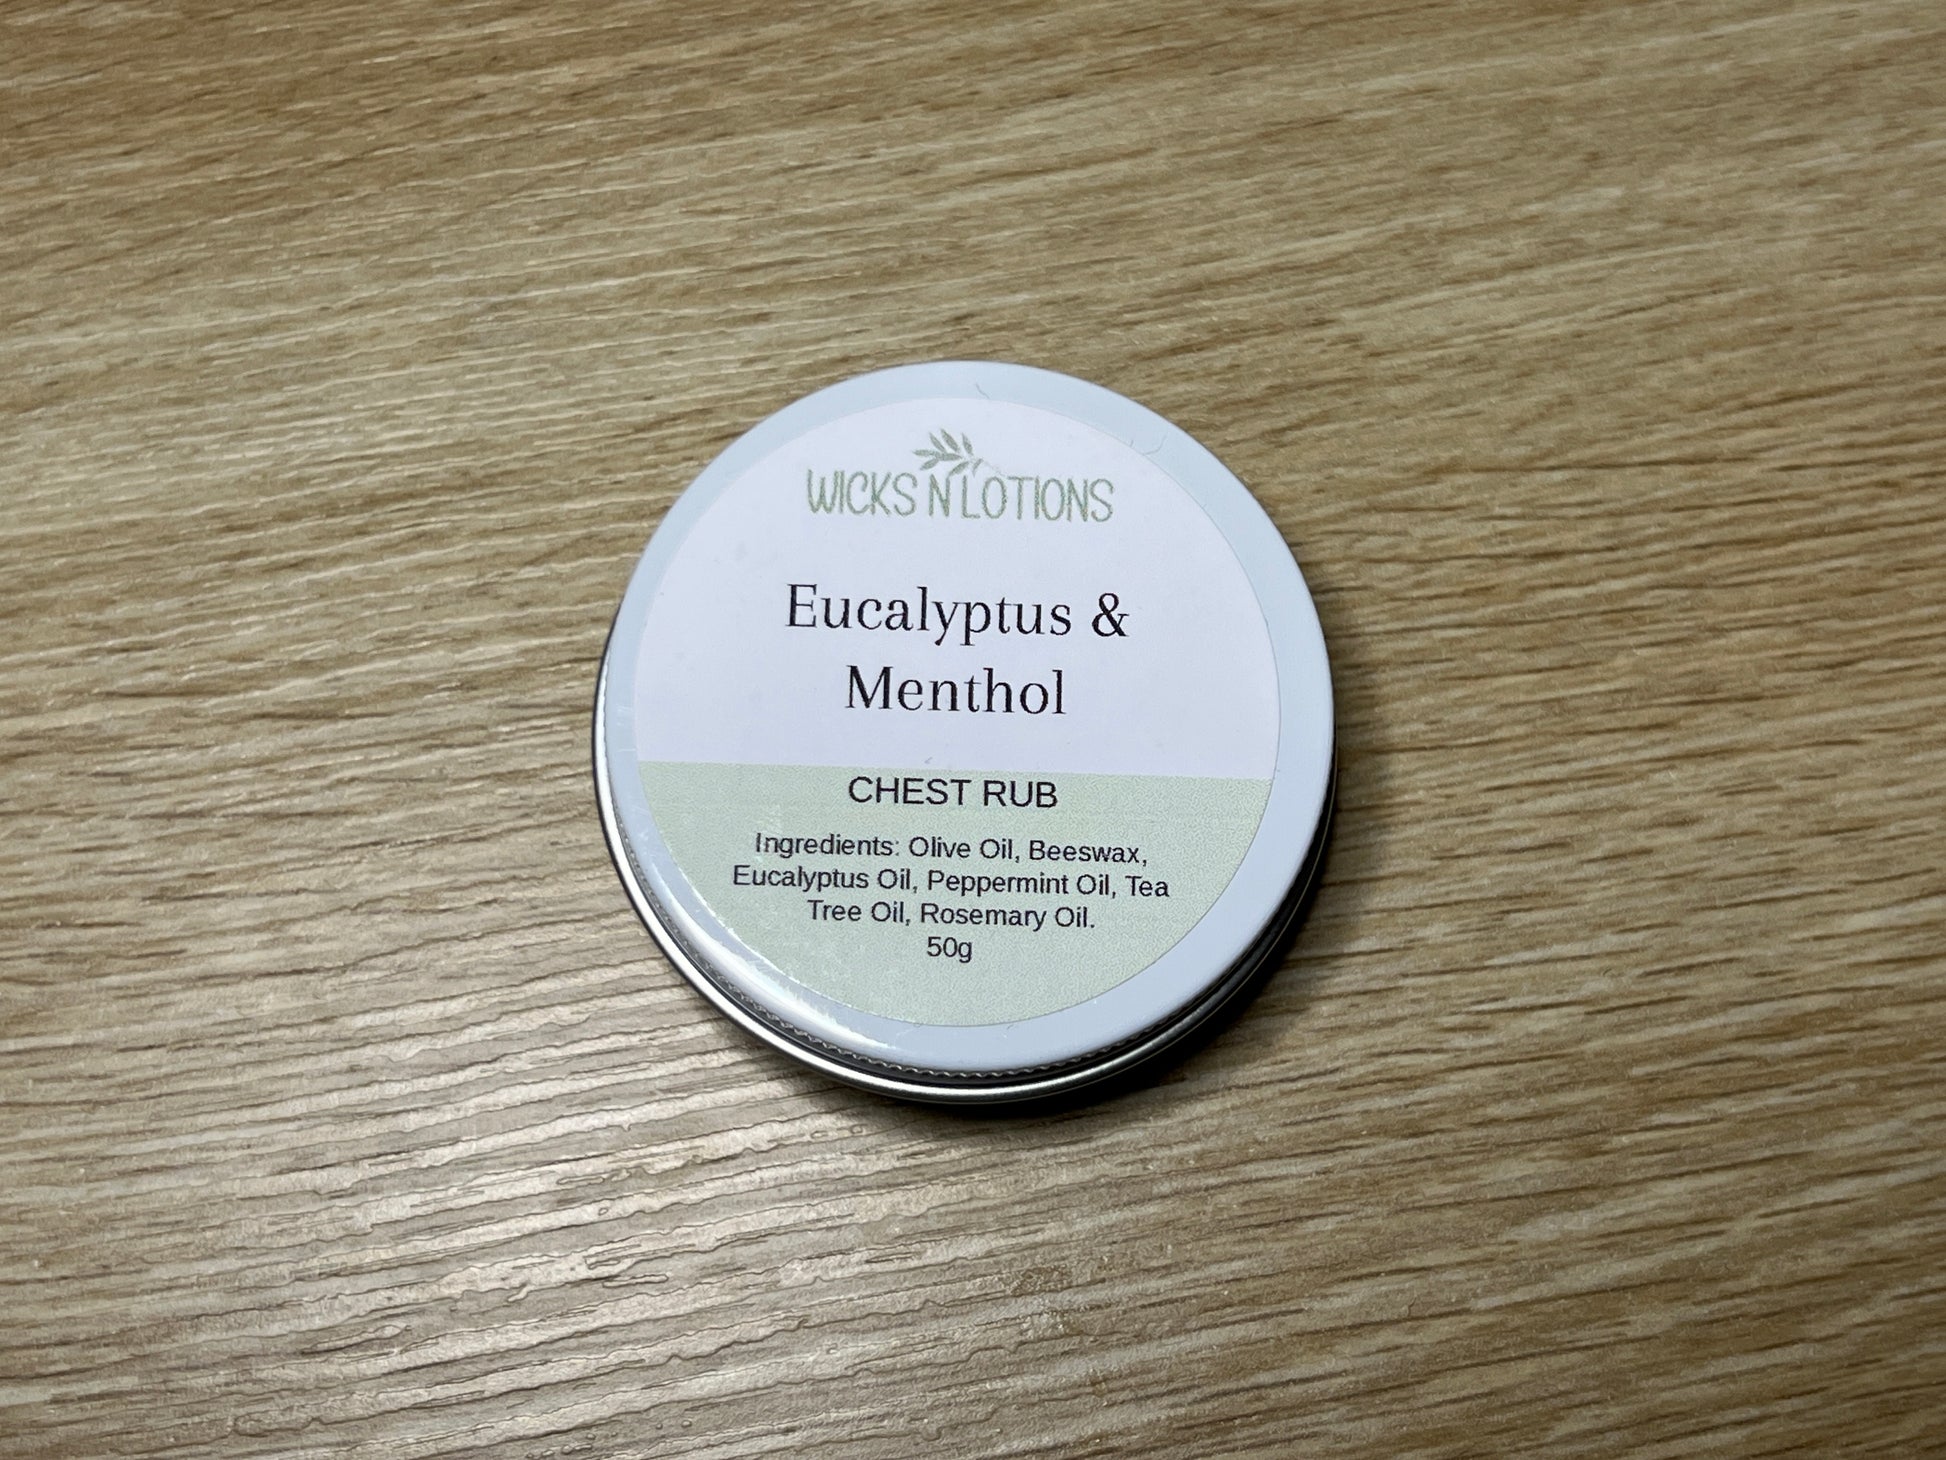 WICKS N LOTIONS
Eucalyptus &
Menthol
CHEST RUB
Ingredients: Olive Oil, Beeswax,
Eucalyptus Oil, Peppermint Oil, Tea
Tree Oil, Rosemary Oil.
50g